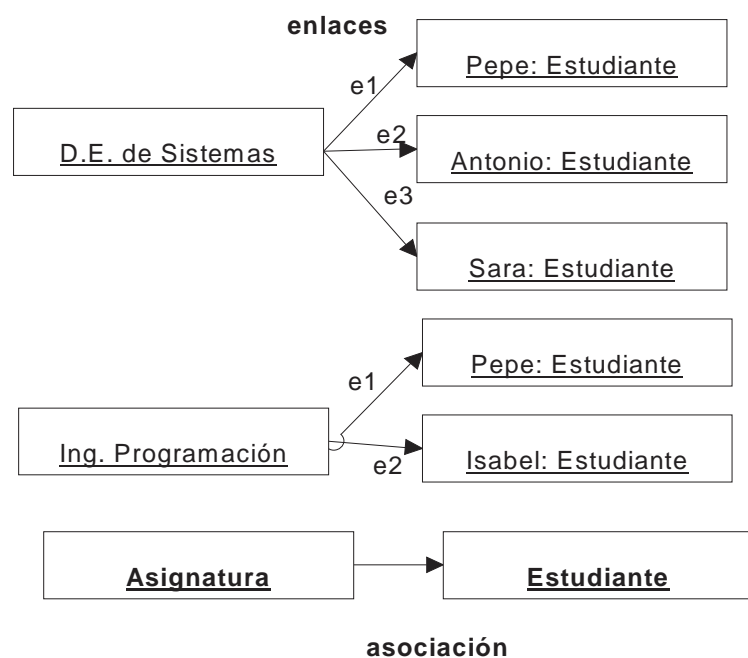 enlaces
Pepe: Estudiante
e1
D.E. de Sistemas
e2
Antonio: Estudiante
e3
Sara: Estudiante
Pepe: Estudiante
e1
Ing. Programación
e2
Isabel: Estudiante
Asignatura
Estudiante
asociación